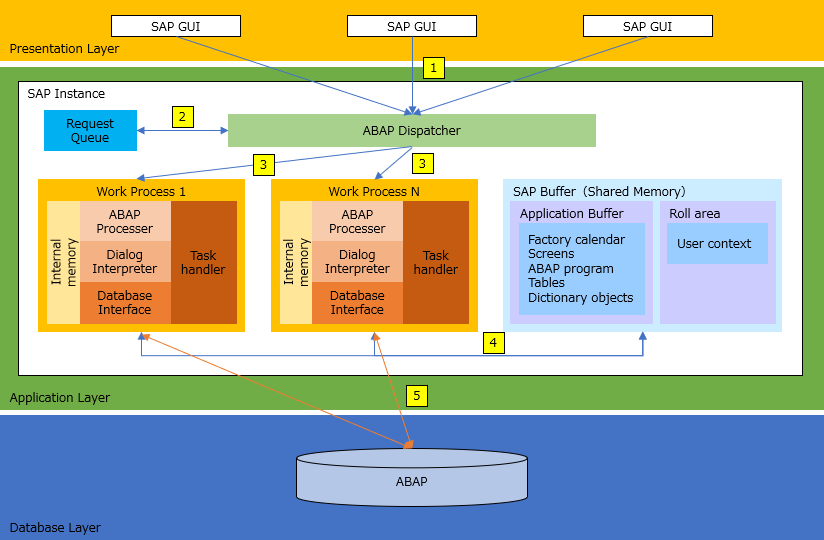 SAP GUI
SAP GUI
SAP GUI
Presentation Layer
1
SAP Instance
Request
Queue
2
ABAP Dispatcher
3
3
Work Process 1
Internal
memory
ABAP
Processer
Dialog
Interpreter
Database
Interface
Task
handler
Work Process N
Internal
memory
ABAP
Processer
Dialog
Interpreter
Database
Interface
Task
handler
SAP Buffer（Shared Memory）
Application Buffer
Factory calendar
Screens
ABAP program
Tables
Dictionary objects
Roll area
User context
4
5
Application Layer
ABAP
Database Layer